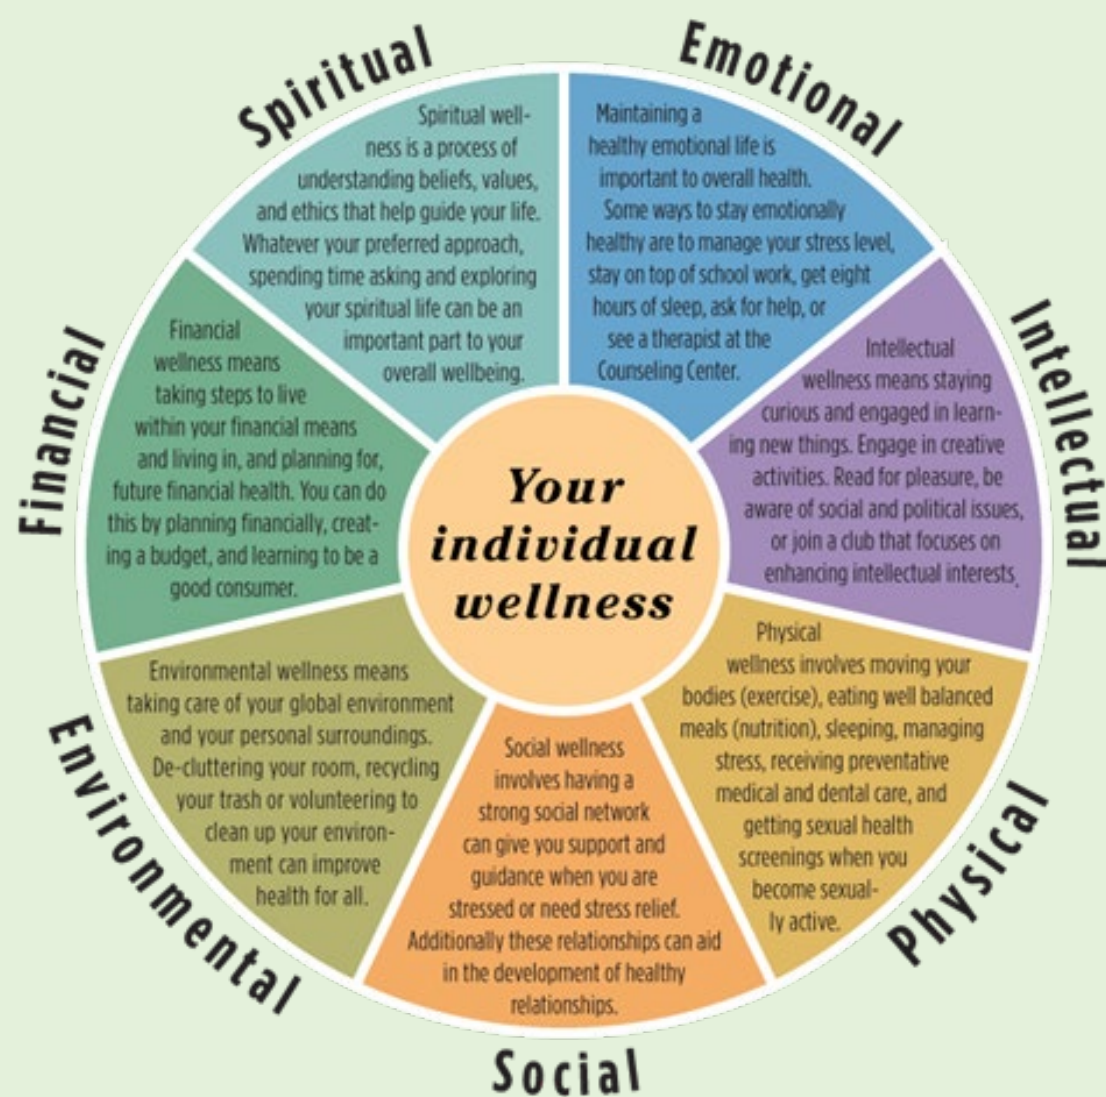 Spiritual
Spiritual well-
ness is a process of
understanding beliefs, values,
and ethics that help guide your life.
Whatever your preferred approach,
spending time asking and exploring
your spiritual life can be an
important part to your
overall wellbeing.
Emotional
Maintaining a
healthy emotional life is
important to overall health.
Some ways to stay emotionally
healthy are to manage your stress level,
stay on top of school work, get eight
hours of sleep, ask for help, or
see a therapist at the
Counseling Center.
Intellectual
Intellectual
wellness means staying
curious and engaged in learn-
ing new things. Engage in creative
activities. Read for pleasure, be
aware of social and political issues,
or join a club that focuses on
enhancing intellectual interests.
Physical
Physical
wellness involves moving your
bodies (exercise), eating well balanced
meals (nutrition), sleeping, managing
stress, receiving preventative
medical and dental care, and
getting sexual health
screenings when you
become sexual-
ly active.
Social
Social wellness
involves having a
strong social network
can give you support and
guidance when you are
stressed or need stress relief.
Additionally these relationships can aid
in the development of healthy
relationships.
Environmental
Environmental wellness means
taking care of your global environment
and your personal surroundings.
De-cluttering your room, recycling
your trash or volunteering to
clean up your environ-
ment can improve
health for all.
Financial
Financial
wellness means
taking steps to live
within your financial means
and living in, and planning for,
future financial health. You can do
this by planning financially, creat-
ing a budget, and learning to be a
good consumer.
Your
individual
wellness